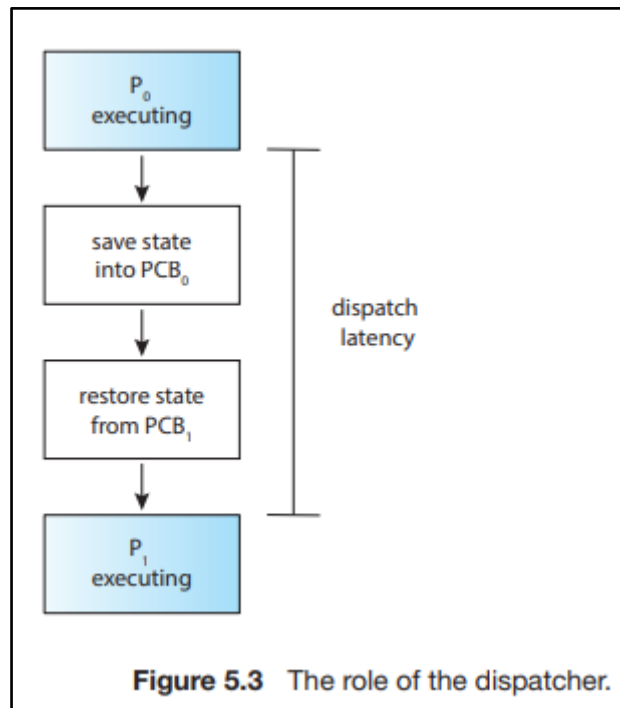 P₀
executing
save state
into PCB₀
dispatch
latency
restore state
from PCB₁
P₁
executing
Figure 5.3 The role of the dispatcher.